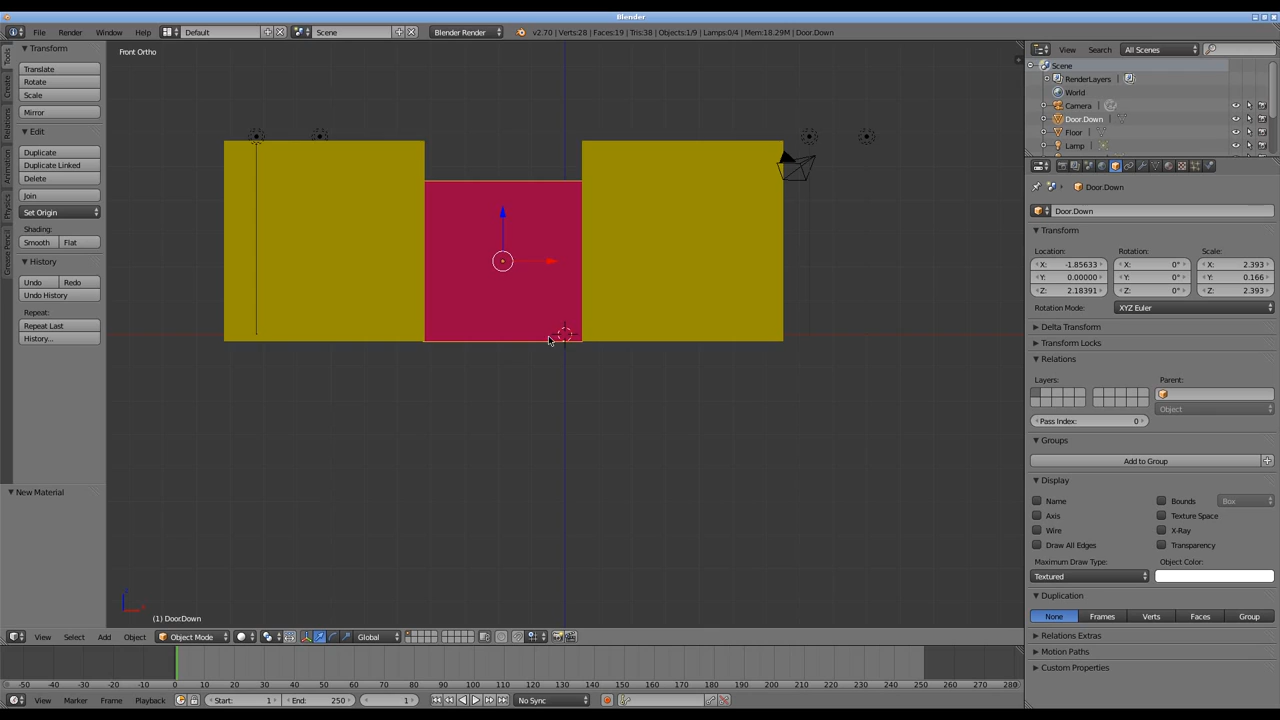 Blender
File Render Window Help Default Scene Blender Render v2.70 | Verts:28 | Faces:19 | Tris:38 | Objects:1/9 | Lamps:0/4 | Mem:18.29M | Door.Down
Tools
Create
Relations
Animation
Physics
Grease Pencil
Transform
Translate
Rotate
Scale
Mirror
Edit
Duplicate
Duplicate Linked
Delete
Join
Set Origin
Shading:
Smooth Flat
History
Undo Redo
Undo History
Repeat:
Repeat Last
History...
New Material
Front Ortho
(1) Door.Down
View Select Add Object Object Mode Global
-50 -40 -30 -20 -10 0 10 20 30 40 50 60 70 80 90 100 110 120 130 140 150 160 170 180 190 200 210 220 230 240 250 260 270 280
View Marker Frame Playback Start: 1 End: 250 1 No Sync
View Search All Scenes
Scene
RenderLayers |
World
Camera |
Door.Down |
Floor |
Lamp |
Door.Down
Door.Down
Transform
Location: Rotation: Scale:
X: -1.85633 X: 0° X: 2.393
Y: 0.00000 Y: 0° Y: 0.166
Z: 2.18391 Z: 0° Z: 2.393
Rotation Mode: XYZ Euler
Delta Transform
Transform Locks
Relations
Layers: Parent:
Object
Pass Index: 0
Groups
Add to Group
Display
Name Bounds Box
Axis Texture Space
Wire X-Ray
Draw All Edges Transparency
Maximum Draw Type: Object Color:
Textured
Duplication
None Frames Verts Faces Group
Relations Extras
Motion Paths
Custom Properties